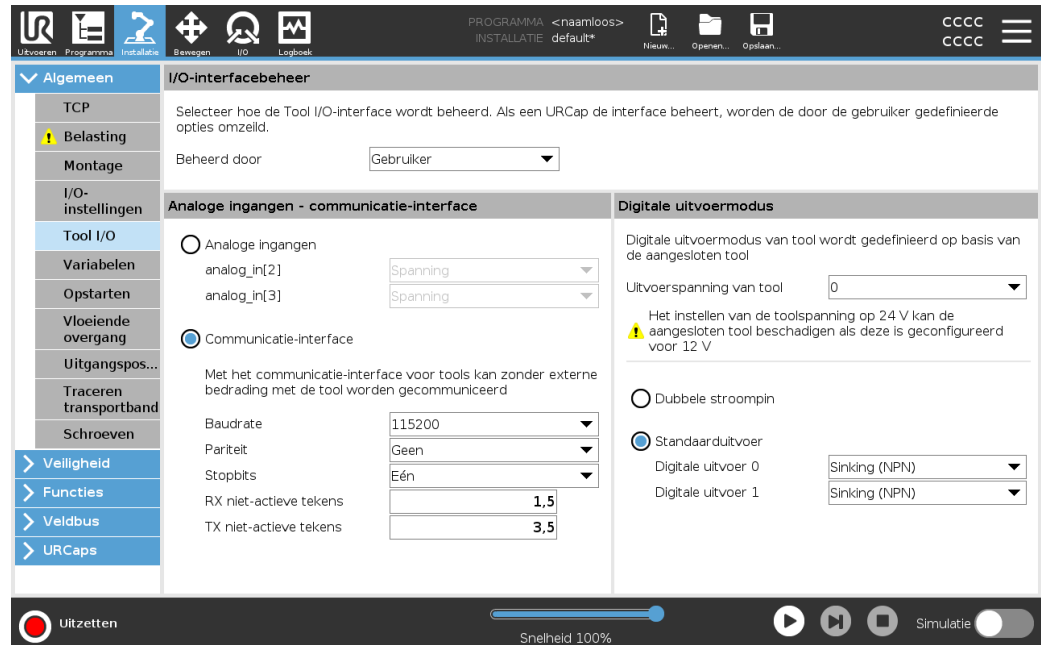 PROGRAMMA <naamloos>
INSTALLATIE default*
CCCC
CCCC
Uitvoeren Programma Installatie Bewegen I/O Logboek Nieuw... Openen... Opslaan...
Algemeen
TCP
Belasting
Montage
I/O-
instellingen
Tool I/O
Variabelen
Opstarten
Vloeiende
overgang
Uitgangspos...
Traceren
transportband
Schroeven
Veiligheid
Functies
Veldbus
URCaps
I/O-interfacebeheer
Selecteer hoe de Tool I/O-interface wordt beheerd. Als een URCap de interface beheert, worden de door de gebruiker gedefinieerde
opties omzeild.
Beheerd door Gebruiker
Analoge ingangen - communicatie-interface
Analoge ingangen
analog_in[2] Spanning
analog_in[3] Spanning
Communicatie-interface
Met het communicatie-interface voor tools kan zonder externe
bedrading met de tool worden gecommuniceerd
Baudrate 115200
Pariteit Geen
Stopbits Eén
RX niet-actieve tekens 1,5
TX niet-actieve tekens 3,5
Digitale uitvoermodus
Digitale uitvoermodus van tool wordt gedefinieerd op basis van
de aangesloten tool
Uitvoerspanning van tool 0
Het instellen van de toolspanning op 24 V kan de
aangesloten tool beschadigen als deze is geconfigureerd
voor 12 V
Dubbele stroompin
Standaarduitvoer
Digitale uitvoer 0 Sinking (NPN)
Digitale uitvoer 1 Sinking (NPN)
Uitzetten
Snelheid 100%
Simulatie